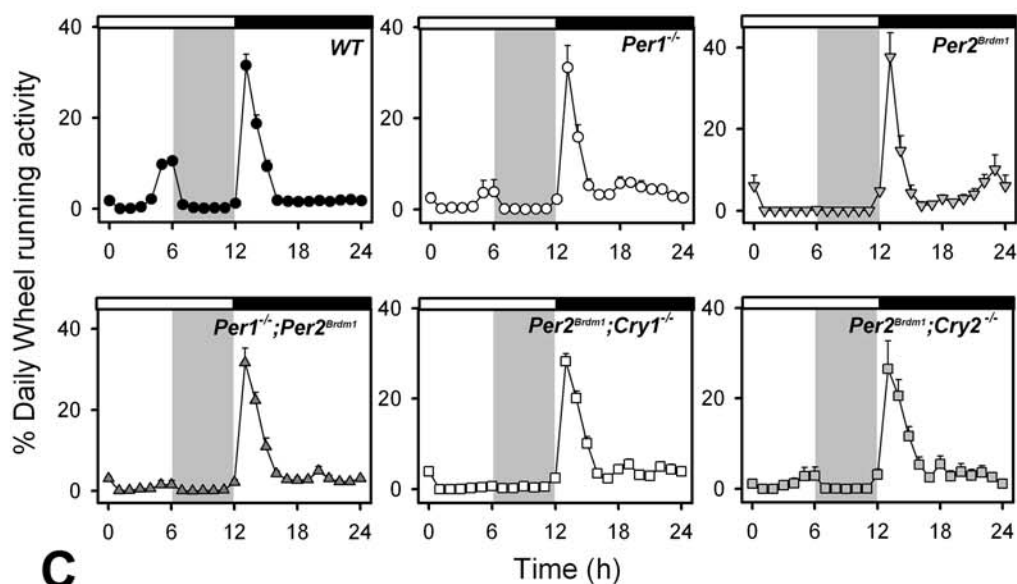 WT
Per1-/-
Per2Brdm1
40
20
0
0 6 12 18 24
40
20
0
0 6 12 18 24
40
20
0
0 6 12 18 24
% Daily Wheel running activity
Per1-/-;Per2Brdm1
Per2Brdm1;Cry1-/-
Per2Brdm1;Cry2-/-
40
20
0
0 6 12 18 24
40
20
0
0 6 12 18 24
40
20
0
0 6 12 18 24
C
Time (h)